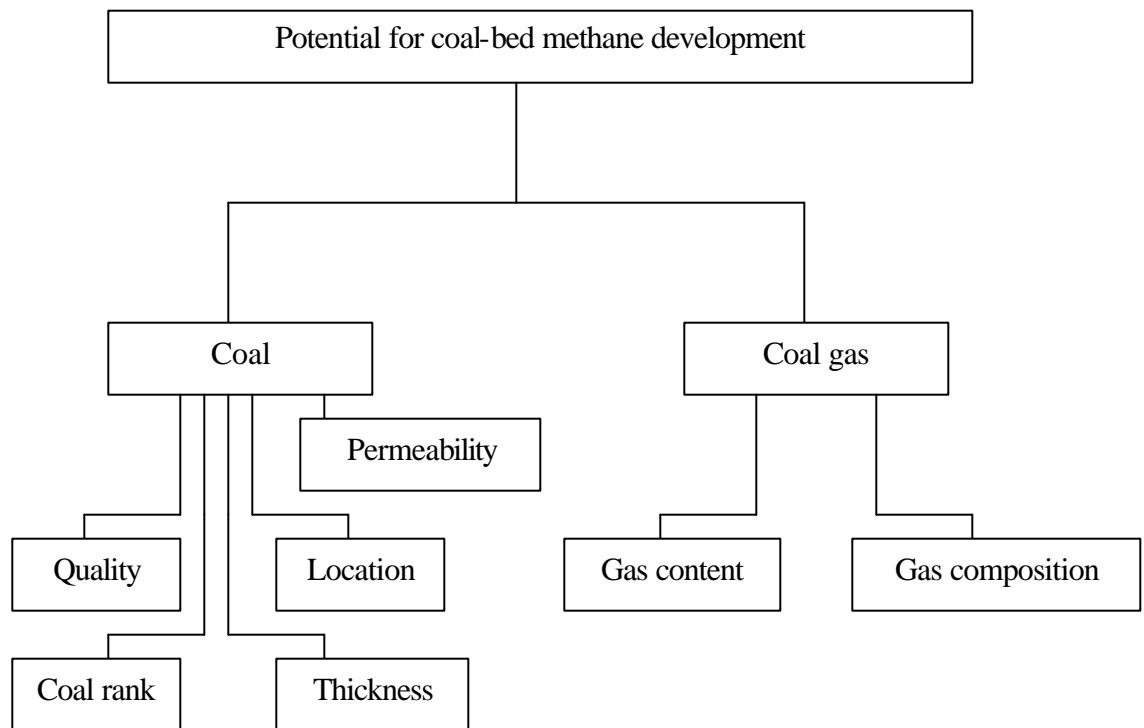 Potential for coal-bed methane development
Coal
Coal gas
Permeability
Quality
Location
Gas content
Gas composition
Coal rank
Thickness